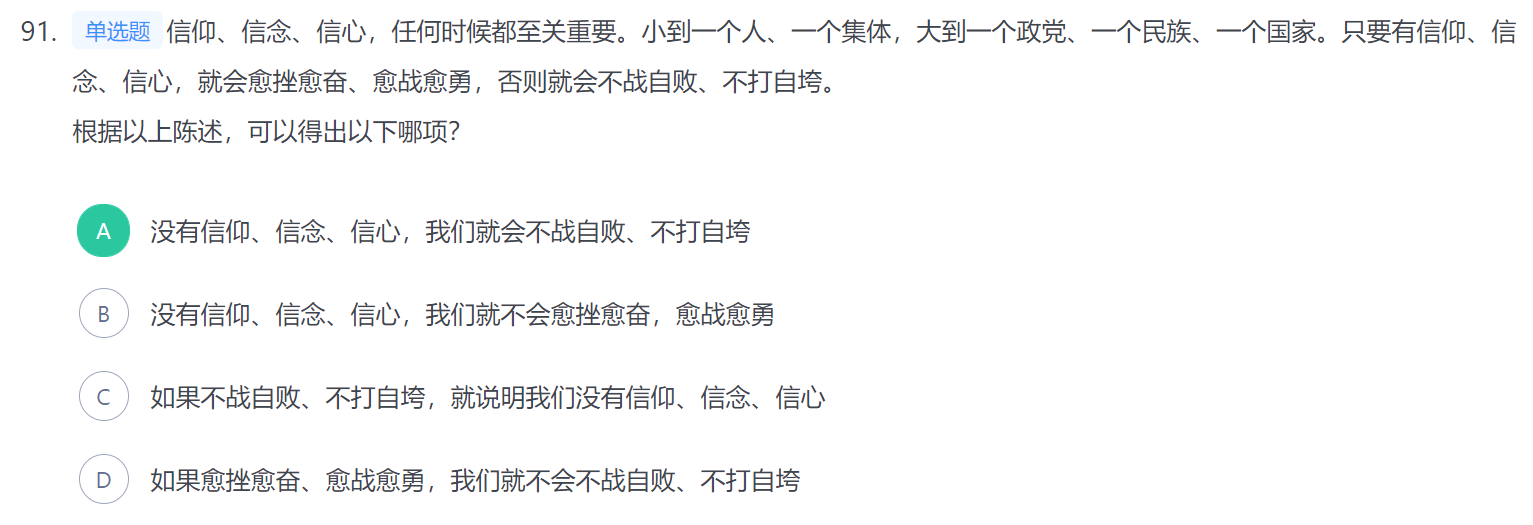 91. 单选题 信仰、信念、信心，任何时候都至关重要。小到一个人、一个集体，大到一个政党、一个民族、一个国家。只要有信仰、信
念、信心，就会愈挫愈奋、愈战愈勇，否则就会不战自败、不打自垮。
根据以上陈述，可以得出以下哪项？
A 没有信仰、信念、信心，我们就会不战自败、不打自垮
B 没有信仰、信念、信心，我们就不会愈挫愈奋，愈战愈勇
C 如果不战自败、不打自垮，就说明我们没有信仰、信念、信心
D 如果愈挫愈奋、愈战愈勇，我们就不会不战自败、不打自垮